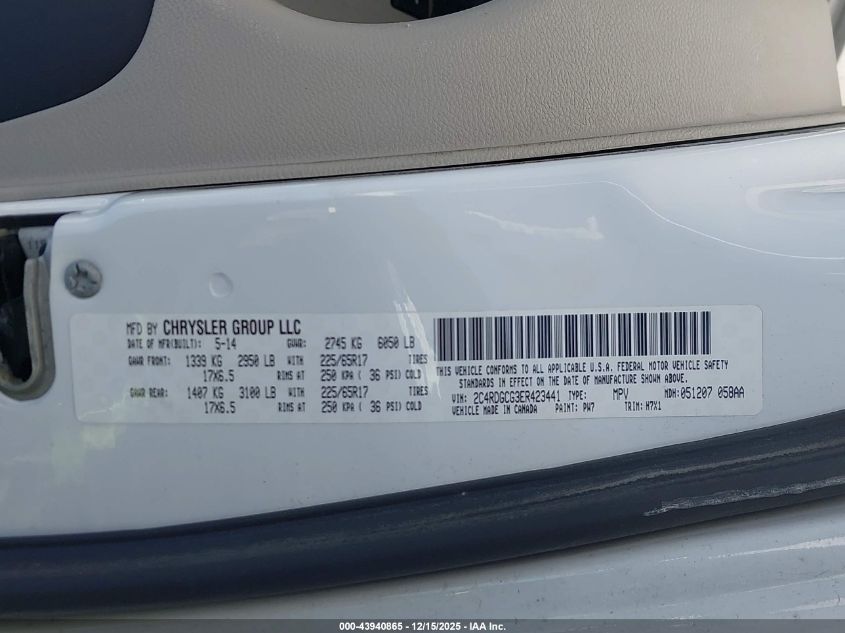 MFD BY CHRYSLER GROUP LLC
DATE OF MFR(BUILT): 5-14 GVWR: 2745 KG 6050 LB
GAWR FRONT: 1339 KG 2950 LB WITH 225/65R17 TIRES
17X6.5 RIMS AT 250 KPA ( 36 PSI) COLD
GAWR REAR: 1407 KG 3100 LB WITH 225/65R17 TIRES
17X6.5 RIMS AT 250 KPA ( 36 PSI) COLD
THIS VEHICLE CONFORMS TO ALL APPLICABLE U.S.A. FEDERAL MOTOR VEHICLE SAFETY
STANDARDS IN EFFECT ON THE DATE OF MANUFACTURE SHOWN ABOVE.
VIN: 2C4RDGCG3ER423441 TYPE: MPV MDH: 051207 058AA
VEHICLE MADE IN CANADA PAINT: PW7 TRIM: H7X1
000-43940865 - 12/15/2025 - IAA Inc.